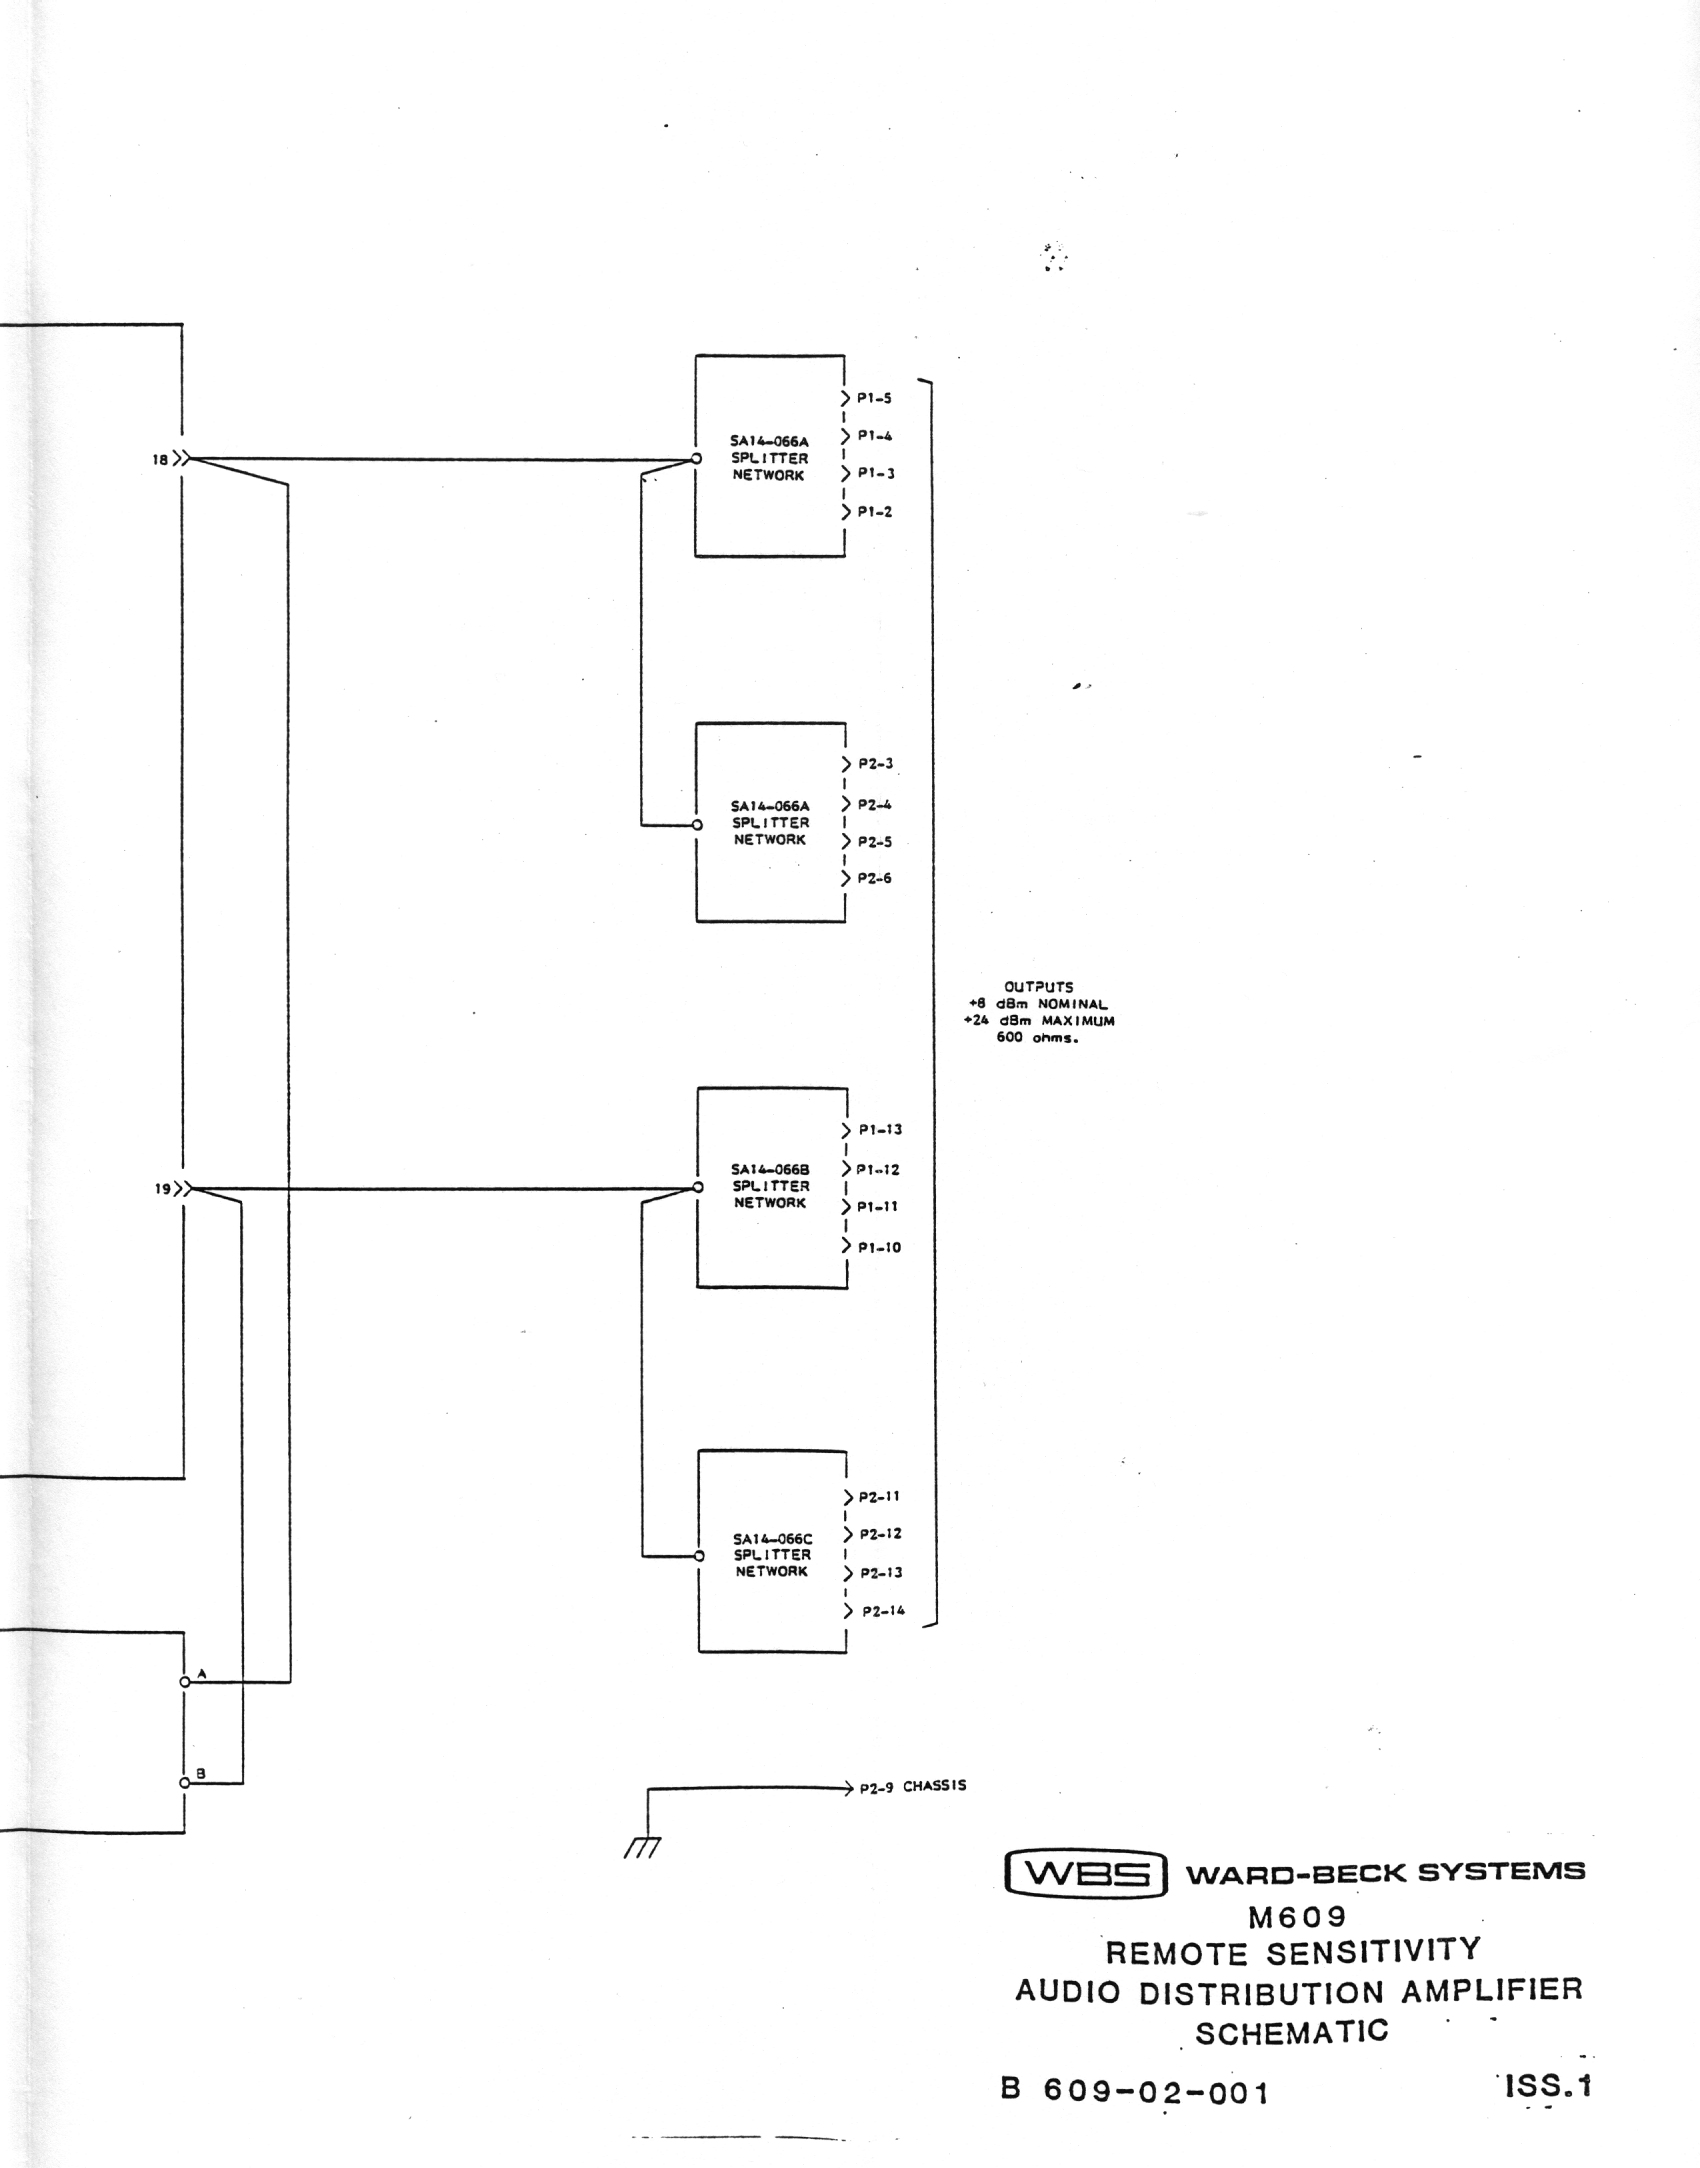 P1-5
P1-4
P1-3
P1-2
18
SA14-066A
SPLITTER
NETWORK
P2-3
P2-4
P2-5
P2-6
SA14-066A
SPLITTER
NETWORK
OUTPUTS
+8 dBm NOMINAL
+24 dBm MAXIMUM
600 ohms.
P1-13
P1-12
P1-11
P1-10
19
SA14-066B
SPLITTER
NETWORK
P2-11
P2-12
P2-13
P2-14
SA14-066C
SPLITTER
NETWORK
A
B
P2-9 CHASSIS
WBS WARD-BECK SYSTEMS
M609
REMOTE SENSITIVITY
AUDIO DISTRIBUTION AMPLIFIER
SCHEMATIC
B 609-02-001 ISS.1